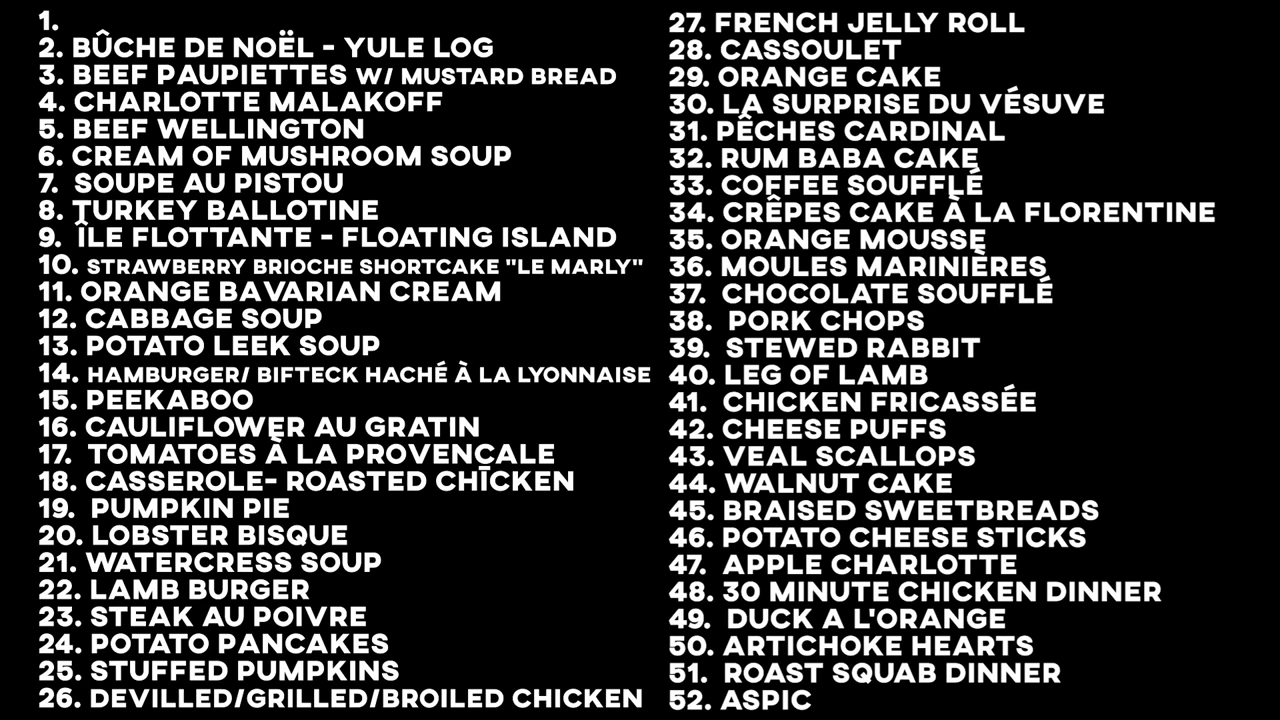 1.
2. BÛCHE DE NOËL - YULE LOG
3. BEEF PAUPIETTES W/ MUSTARD BREAD
4. CHARLOTTE MALAKOFF
5. BEEF WELLINGTON
6. CREAM OF MUSHROOM SOUP
7. SOUPE AU PISTOU
8. TURKEY BALLOTINE
9. ÎLE FLOTTANTE - FLOATING ISLAND
10. STRAWBERRY BRIOCHE SHORTCAKE "LE MARLY"
11. ORANGE BAVARIAN CREAM
12. CABBAGE SOUP
13. POTATO LEEK SOUP
14. HAMBURGER/ BIFTECK HACHÉ À LA LYONNAISE
15. PEEKABOO
16. CAULIFLOWER AU GRATIN
17. TOMATOES À LA PROVENCALE
18. CASSEROLE- ROASTED CHĪCKEN
19. PUMPKIN PIE
20. LOBSTER BISQUE
21. WATERCRESS SOUP
22. LAMB BURGER
23. STEAK AU POIVRE
24. POTATO PANCAKES
25. STUFFED PUMPKINS
26. DEVILLED/GRILLED/BROILED CHICKEN
27. FRENCH JELLY ROLL
28. CASSOULET
29. ORANGE CAKE
30. LA SURPRISE DU VÉSUVE
31. PÊCHES CARDINAL
32. RUM BABA CAKE
33. COFFEE SOUFFLÉ
34. CRÊPES CAKE À LA FLORENTINE
35. ORANGE MOUSSE
36. MOULES MARINIÈRES
37. CHOCOLATE SOUFFLÉ
38. PORK CHOPS
39. STEWED RABBIT
40. LEG OF LAMB
41. CHICKEN FRICASSÉE
42. CHEESE PUFFS
43. VEAL SCALLOPS
44. WALNUT CAKE
45. BRAISED SWEETBREADS
46. POTATO CHEESE STICKS
47. APPLE CHARLOTTE
48. 30 MINUTE CHICKEN DINNER
49. DUCK A L'ORANGE
50. ARTICHOKE HEARTS
51. ROAST SQUAB DINNER
52. ASPIC